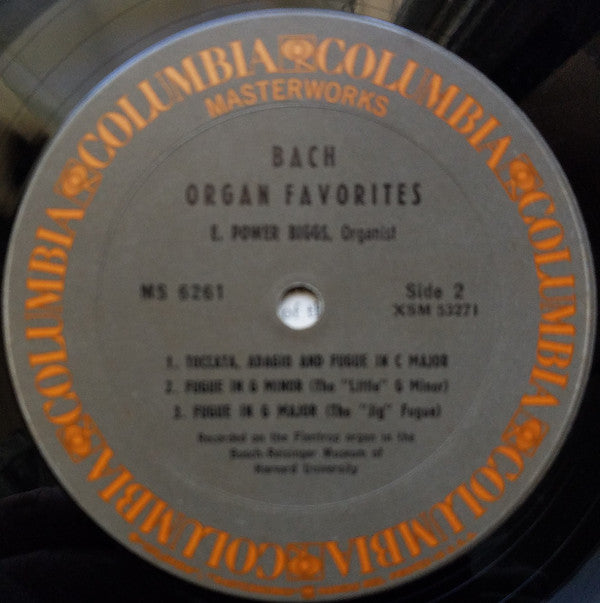 COLUMBIA COLUMBIA COLUMBIA COLUMBIA COLUMBIA COLUMBIA COLUMBIA COLUMBIA
MASTERWORKS
BACH
ORGAN FAVORITES
E. POWER BIGGS, Organist
MS 6261
Side 2
XSM 53271
1. TOCCATA, ADAGIO AND FUGUE IN C MAJOR
2. FUGUE IN G MINOR (The "Little" G Minor)
3. FUGUE IN G MAJOR (The "Jig" Fugue)
Recorded on the Flentrop organ in the
Busch-Reisinger Museum of
Harvard University